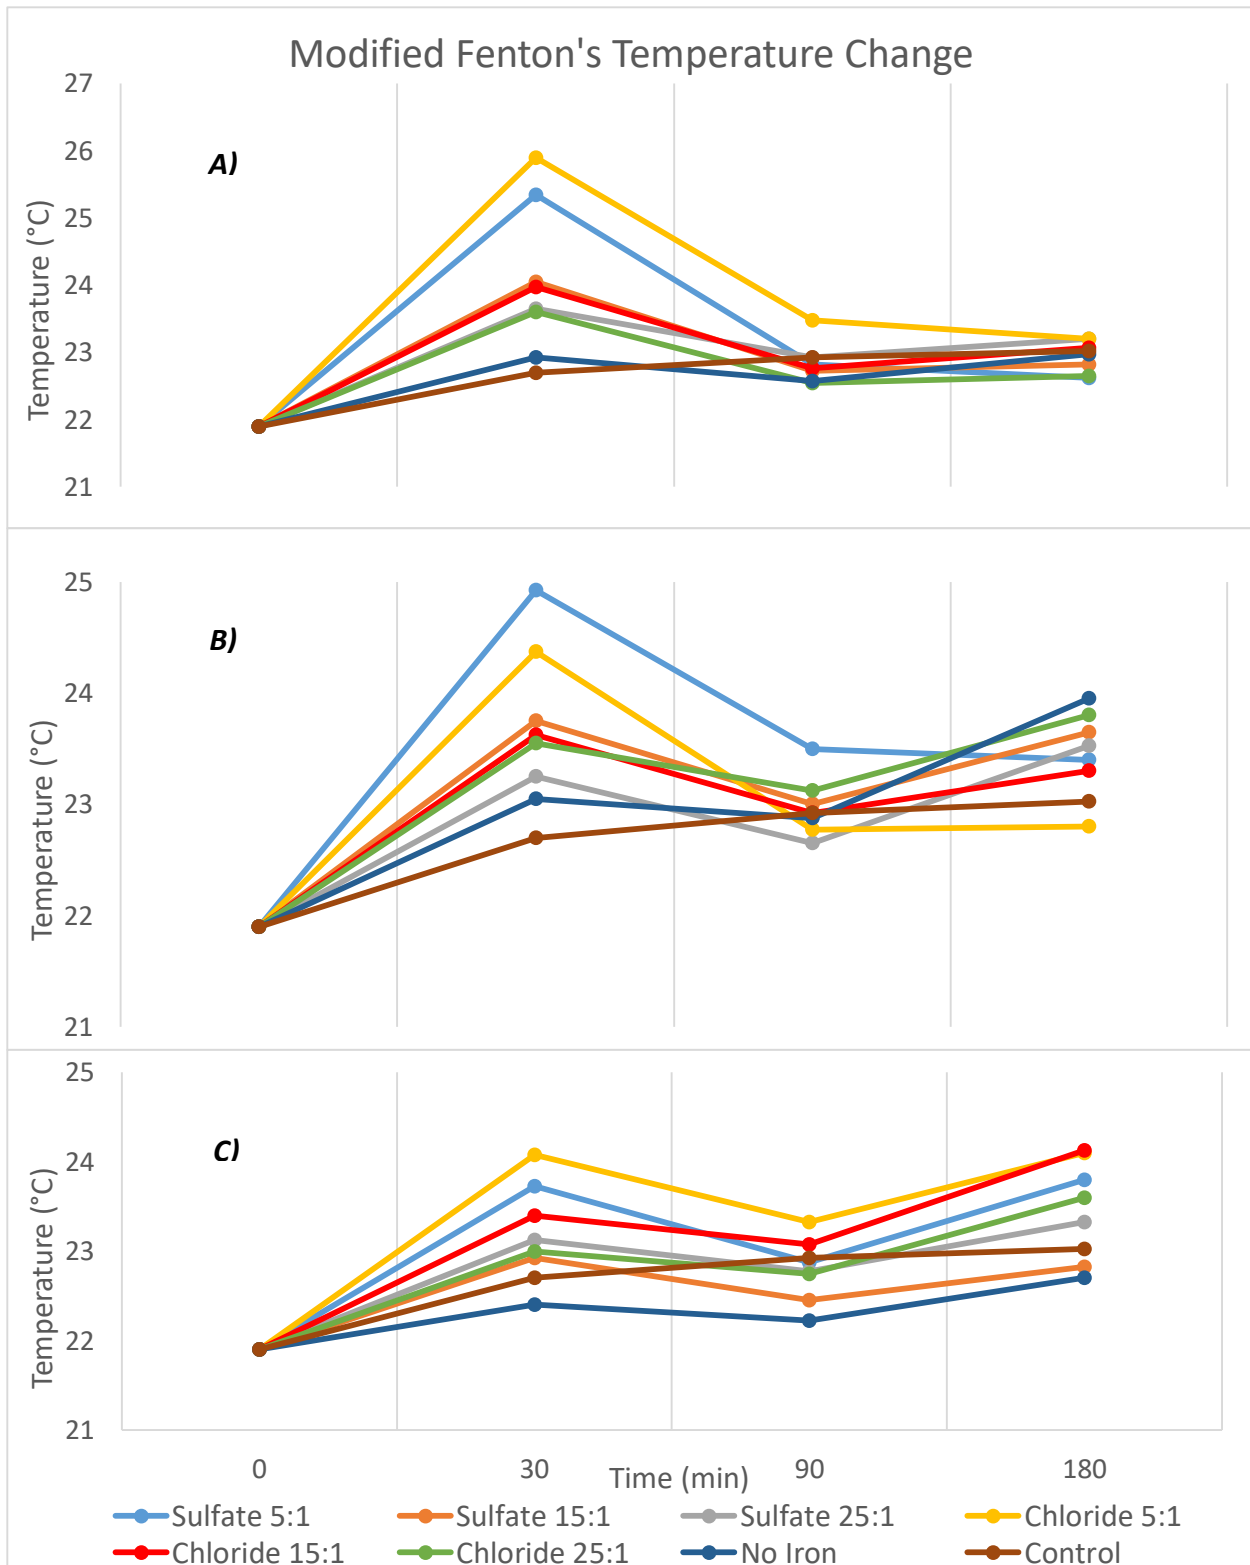 Modified Fenton's Temperature Change
27
26
A)
25
24
23
22
21
Temperature (°C)
25
B)
24
23
22
21
Temperature (°C)
25
C)
24
23
22
21
Temperature (°C)
0 30 90 180
Time (min)
Sulfate 5:1 Sulfate 15:1 Sulfate 25:1 Chloride 5:1
Chloride 15:1 Chloride 25:1 No Iron Control